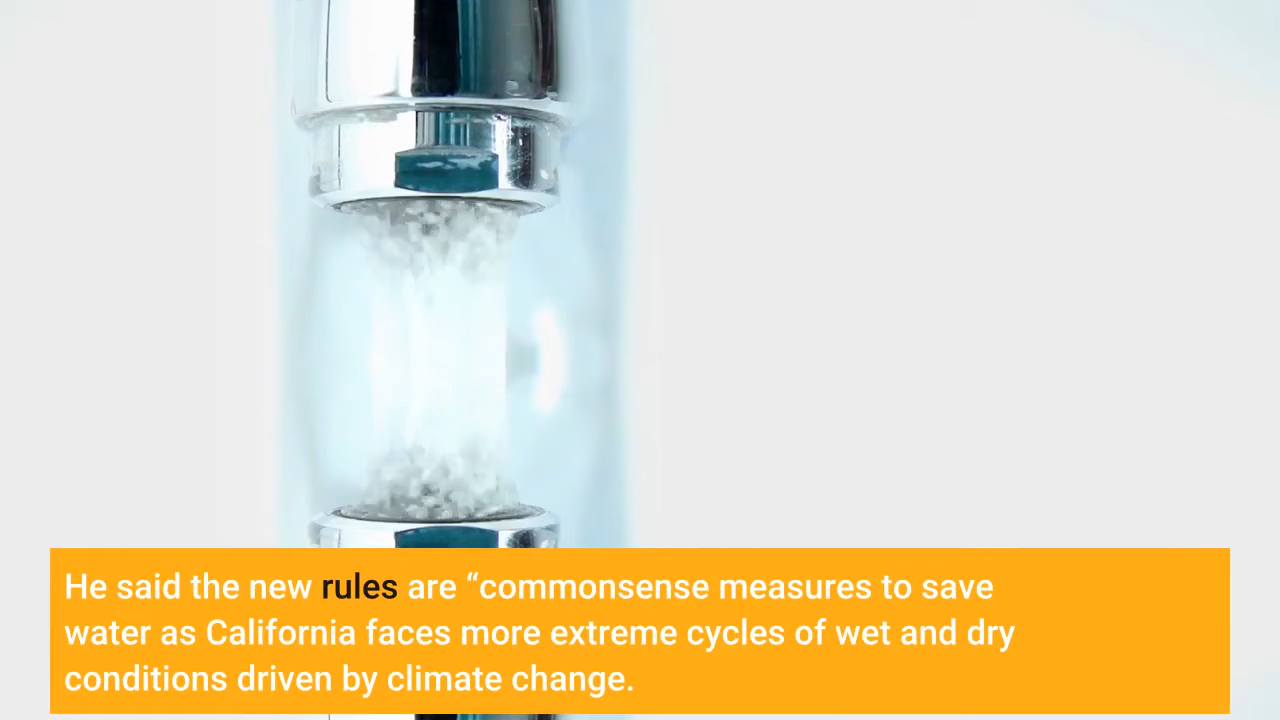 He said the new rules are “commonsense measures to save
water as California faces more extreme cycles of wet and dry
conditions driven by climate change.